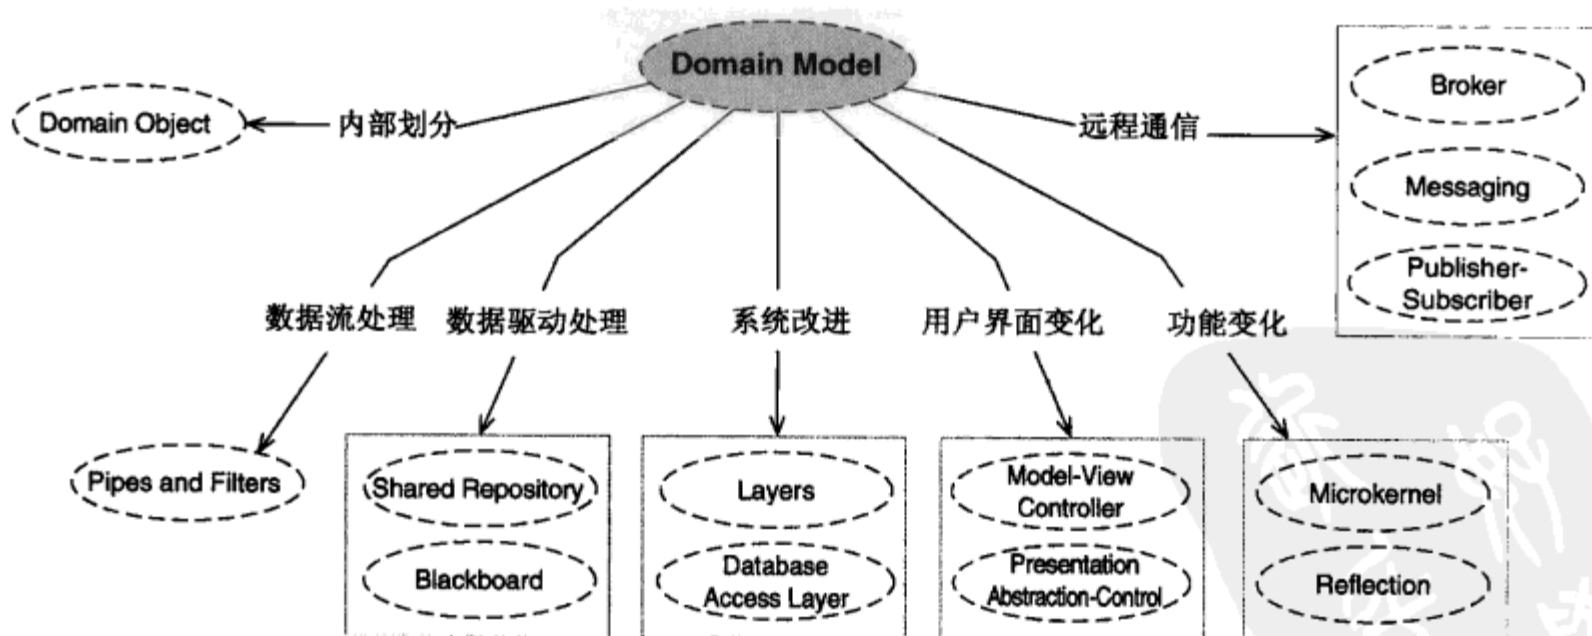 Domain Model
Domain Object
内部划分
远程通信
Broker
Messaging
Publisher-
Subscriber
数据流处理
数据驱动处理
系统改进
用户界面变化
功能变化
Pipes and Filters
Shared Repository
Blackboard
Layers
Database
Access Layer
Model-View
Controller
Presentation
Abstraction-Control
Microkernel
Reflection